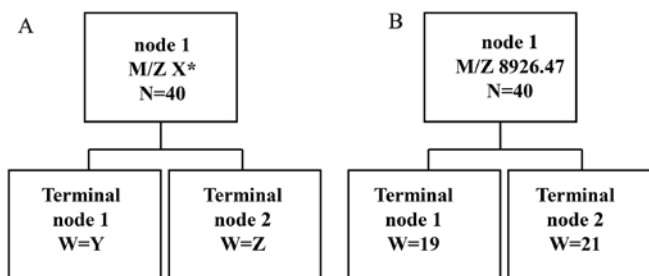 A
node 1
M/Z X*
N=40
Terminal
node 1
W=Y
Terminal
node 2
W=Z
B
node 1
M/Z 8926.47
N=40
Terminal
node 1
W=19
Terminal
node 2
W=21